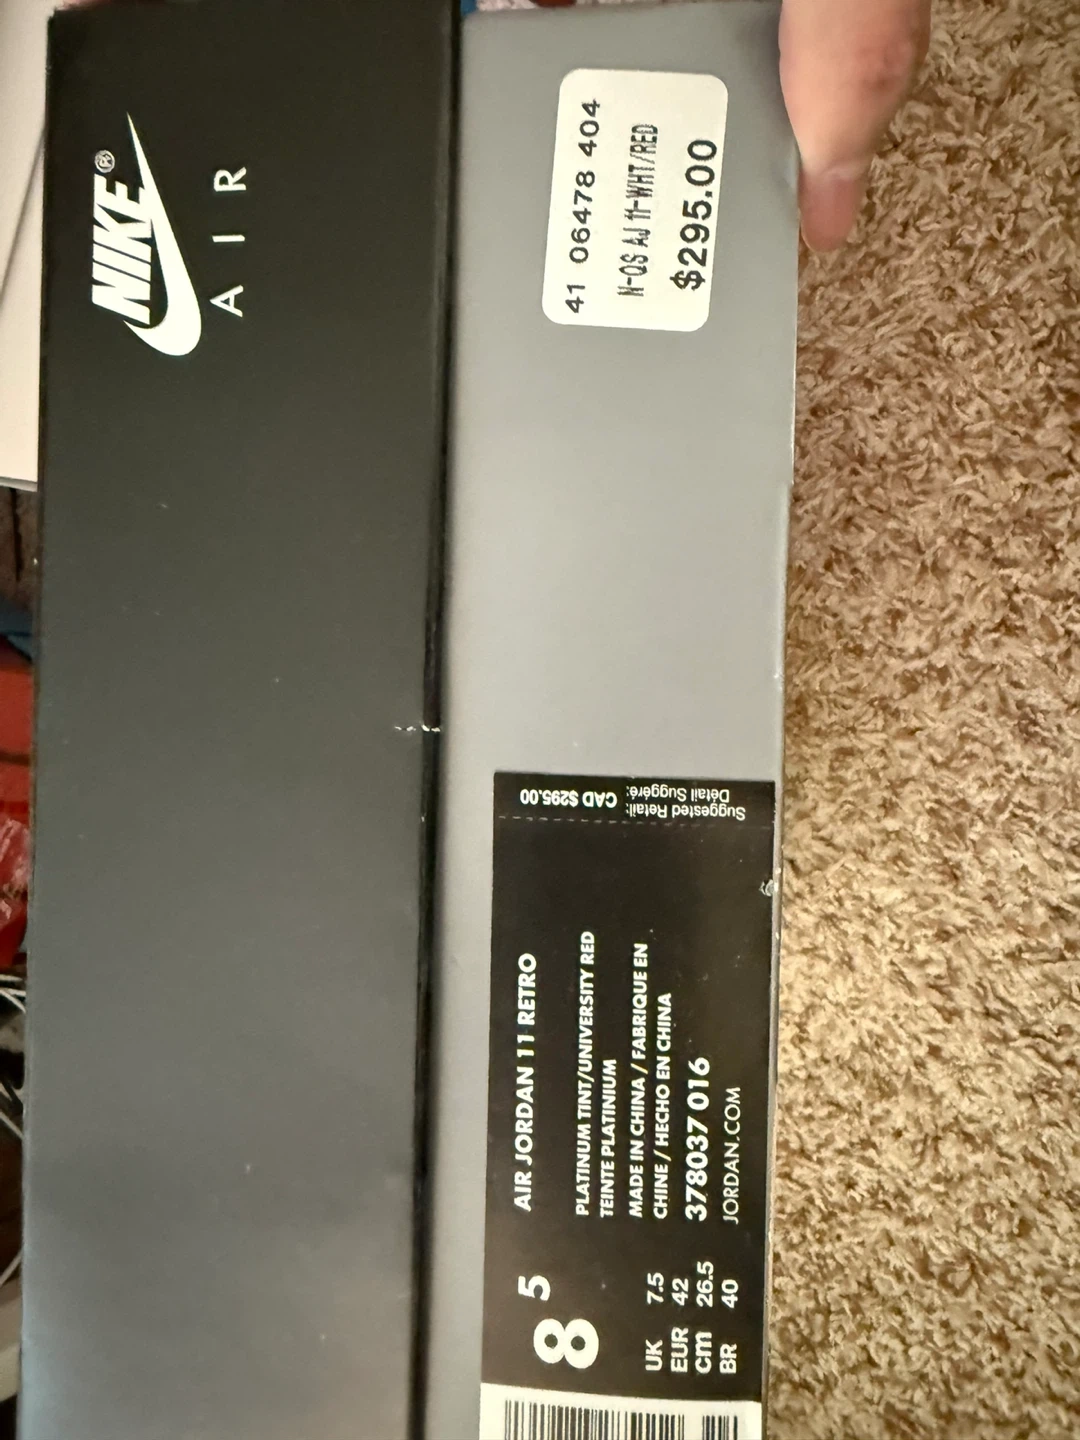 NIKE®
AIR
41 06478 404
N-QS AJ 11-WHT/RED
$295.00
Suggested Retail:
Détail Suggéré:
CAD $295.00
AIR JORDAN 11 RETRO
PLATINUM TINT/UNIVERSITY RED
TEINTE PLATINIUM
MADE IN CHINA / FABRIQUE EN
CHINE / HECHO EN CHINA
378037 016
JORDAN.COM
8 5
UK 7.5
EUR 42
cm 26.5
BR 40